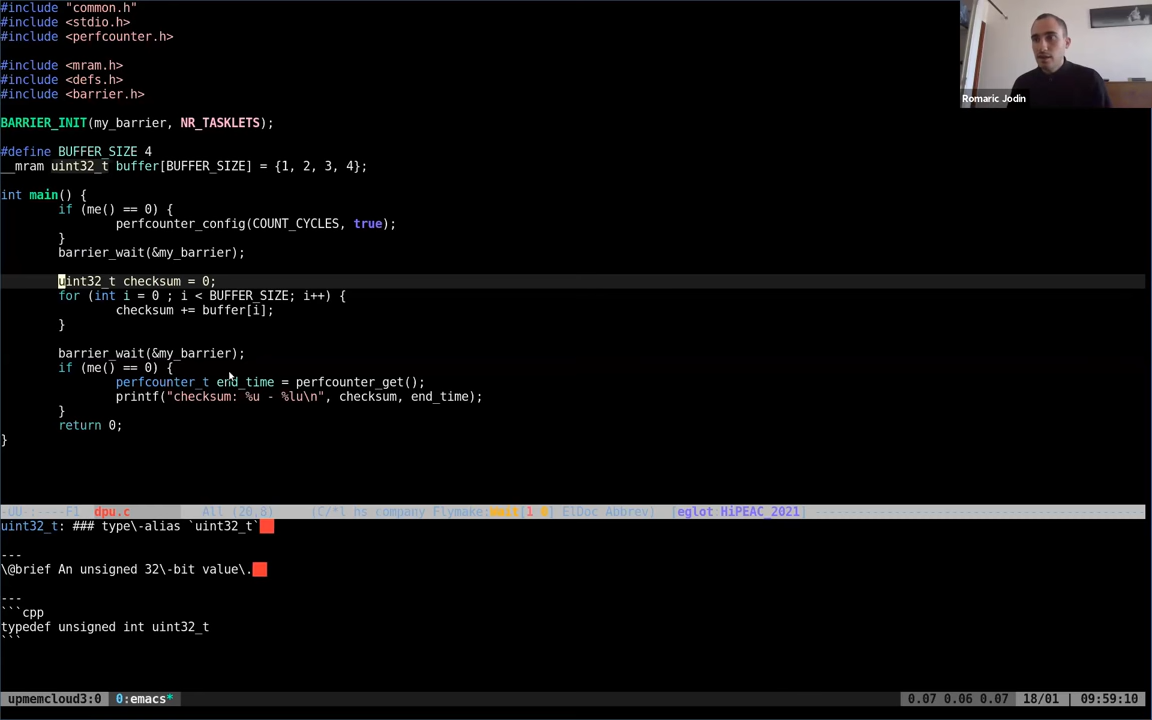 #include "common.h"
#include <stdio.h>
#include <perfcounter.h>
#include <mram.h>
#include <defs.h>
#include <barrier.h>
BARRIER_INIT(my_barrier, NR_TASKLETS);
#define BUFFER_SIZE 4
__mram uint32_t buffer[BUFFER_SIZE] = {1, 2, 3, 4};
int main() {
if (me() == 0) {
perfcounter_config(COUNT_CYCLES, true);
}
barrier_wait(&my_barrier);
uint32_t checksum = 0;
for (int i = 0 ; i < BUFFER_SIZE; i++) {
checksum += buffer[i];
}
barrier_wait(&my_barrier);
if (me() == 0) {
perfcounter_t end_time = perfcounter_get();
printf("checksum: %u - %lu\n", checksum, end_time);
}
return 0;
}
Romaric Jodin
-UU-:----F1 dpu.c All (20,8) (C/*l hs company Flymake:Wait[1 0] ElDoc Abbrev) [eglot:HiPEAC_2021]
uint32_t: ### type\-alias `uint32_t`
---
\@brief An unsigned 32\-bit value\.
---
```cpp
typedef unsigned int uint32_t
```
upmemcloud3:0 0:emacs* 0.07 0.06 0.07 18/01 | 09:59:10